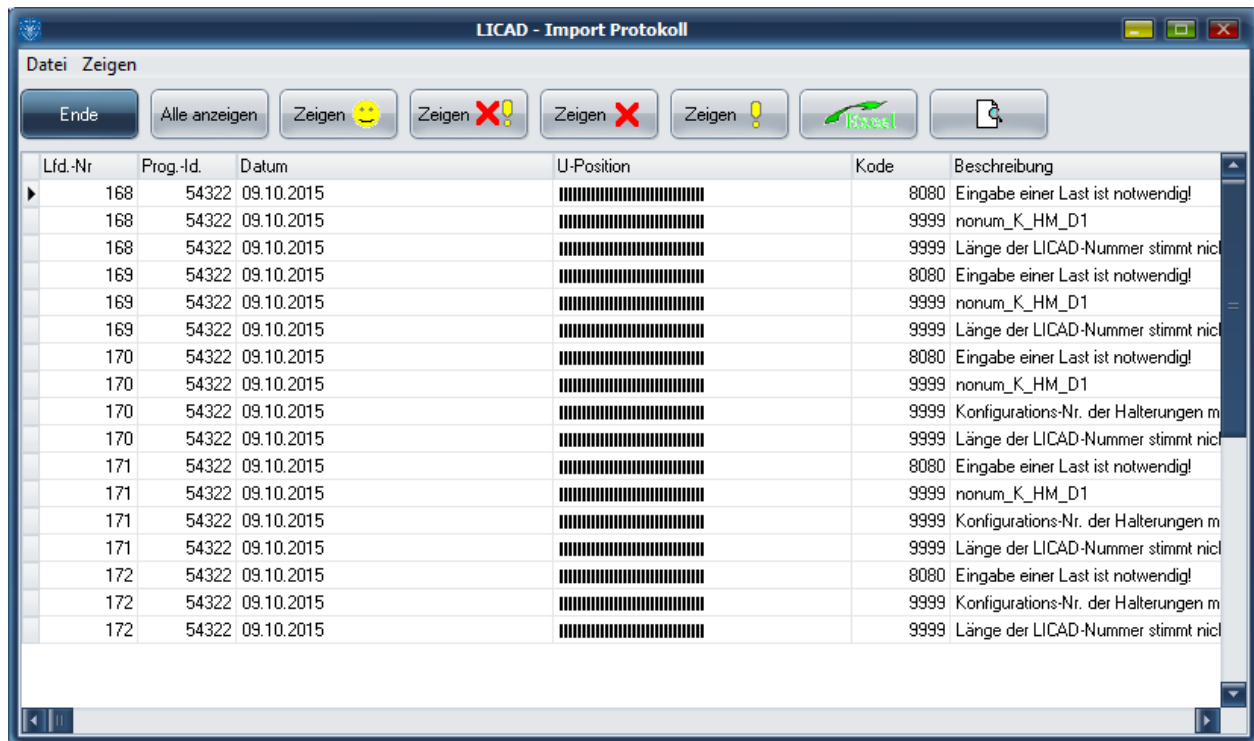 LICAD - Import Protokoll
Datei Zeigen
Ende Alle anzeigen Zeigen Zeigen Zeigen Zeigen Excel
Lfd.-Nr Prog.-Id. Datum U-Position Kode Beschreibung
168 54322 09.10.2015 8080 Eingabe einer Last ist notwendig!
168 54322 09.10.2015 9999 nonum_K_HM_D1
168 54322 09.10.2015 9999 Länge der LICAD-Nummer stimmt
169 54322 09.10.2015 8080 Eingabe einer Last ist notwendig!
169 54322 09.10.2015 9999 nonum_K_HM_D1
169 54322 09.10.2015 9999 Länge der LICAD-Nummer stimmt
170 54322 09.10.2015 8080 Eingabe einer Last ist notwendig!
170 54322 09.10.2015 9999 nonum_K_HM_D1
170 54322 09.10.2015 9999 Konfigurations-Nr. der Halterungen m
170 54322 09.10.2015 9999 Länge der LICAD-Nummer stimmt
171 54322 09.10.2015 8080 Eingabe einer Last ist notwendig!
171 54322 09.10.2015 9999 nonum_K_HM_D1
171 54322 09.10.2015 9999 Konfigurations-Nr. der Halterungen m
171 54322 09.10.2015 9999 Länge der LICAD-Nummer stimmt
172 54322 09.10.2015 8080 Eingabe einer Last ist notwendig!
172 54322 09.10.2015 9999 Konfigurations-Nr. der Halterungen m
172 54322 09.10.2015 9999 Länge der LICAD-Nummer stimmt